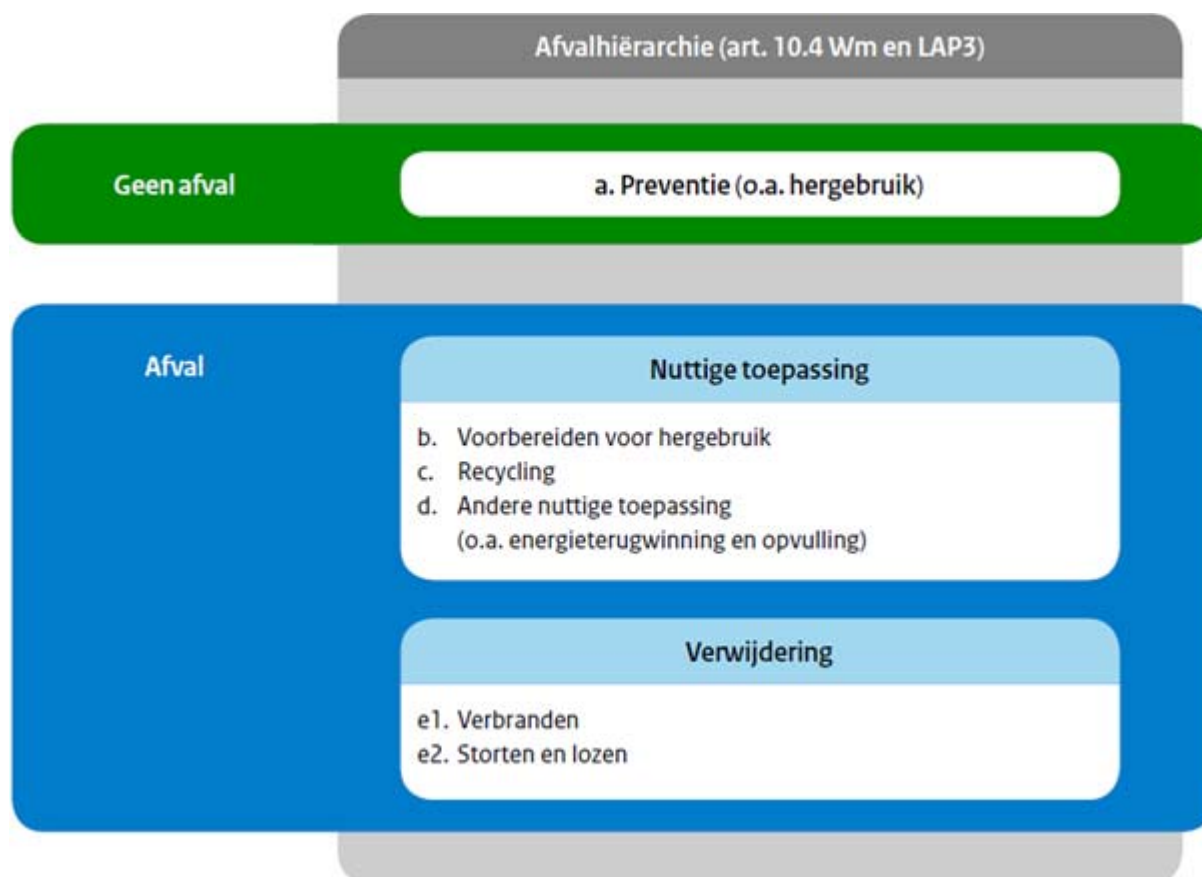 Afvalhiërarchie (art. 10.4 Wm en LAP3)
Geen afval
a. Preventie (o.a. hergebruik)
Afval
Nuttige toepassing
b. Voorbereiden voor hergebruik
c. Recycling
d. Andere nuttige toepassing
(o.a. energieterugwinning en opvulling)
Verwijdering
e1. Verbranden
e2. Storten en lozen